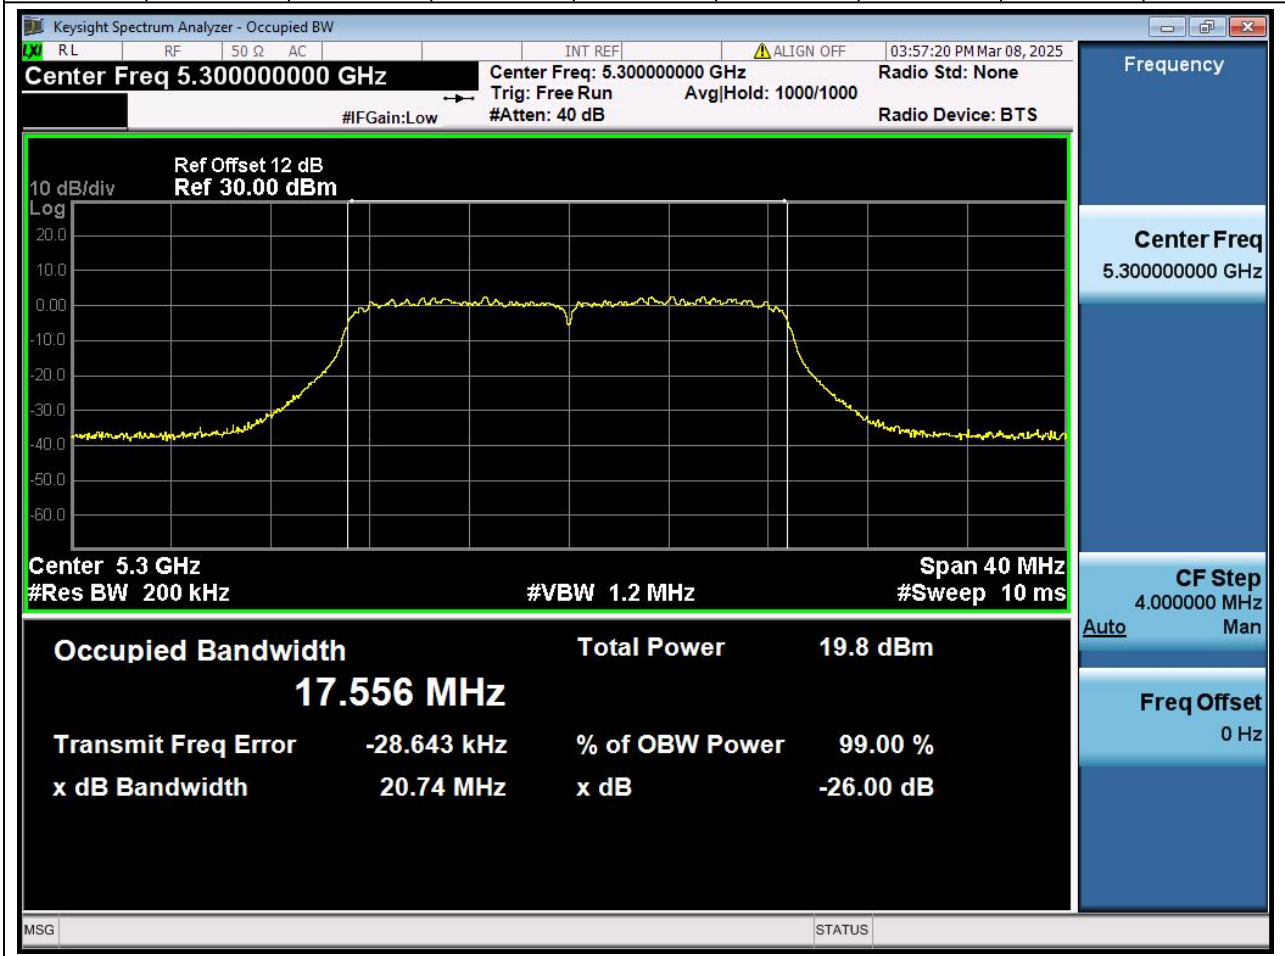 Keysight Spectrum Analyzer - Occupied BW
LXI RL RF 50 Ω AC INT REF ALIGN OFF 03:57:20 PM Mar 08, 2025
Center Freq 5.300000000 GHz
Center Freq: 5.300000000 GHz
Radio Std: None
Trig: Free Run Avg|Hold: 1000/1000
#IFGain:Low
#Atten: 40 dB
Radio Device: BTS
Ref Offset 12 dB
10 dB/div Ref 30.00 dBm
Log
20.0
10.0
0.00
-10.0
-20.0
-30.0
-40.0
-50.0
-60.0
Center 5.3 GHz Span 40 MHz
#Res BW 200 kHz #VBW 1.2 MHz #Sweep 10 ms
Occupied Bandwidth Total Power 19.8 dBm
17.556 MHz
Transmit Freq Error -28.643 kHz % of OBW Power 99.00 %
x dB Bandwidth 20.74 MHz x dB -26.00 dB
Frequency
Center Freq
5.300000000 GHz
CF Step
4.000000 MHz
Auto Man
Freq Offset
0 Hz
MSG STATUS